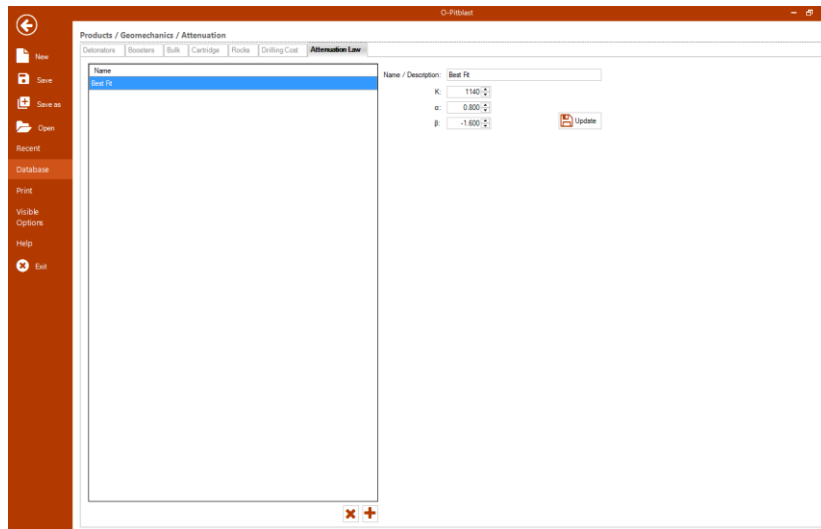 O-Pitblast
Products / Geomechanics / Attenuation
Detonators Boosters Bulk Cartridge Rocks Drilling Cost Attenuation Law
New
Save
Save as
Open
Recent
Database
Print
Visible
Options
Help
Exit
Name
Best Fit
Name / Description: Best Fit
K: 1140
α: 0.800
β: -1.600
Update